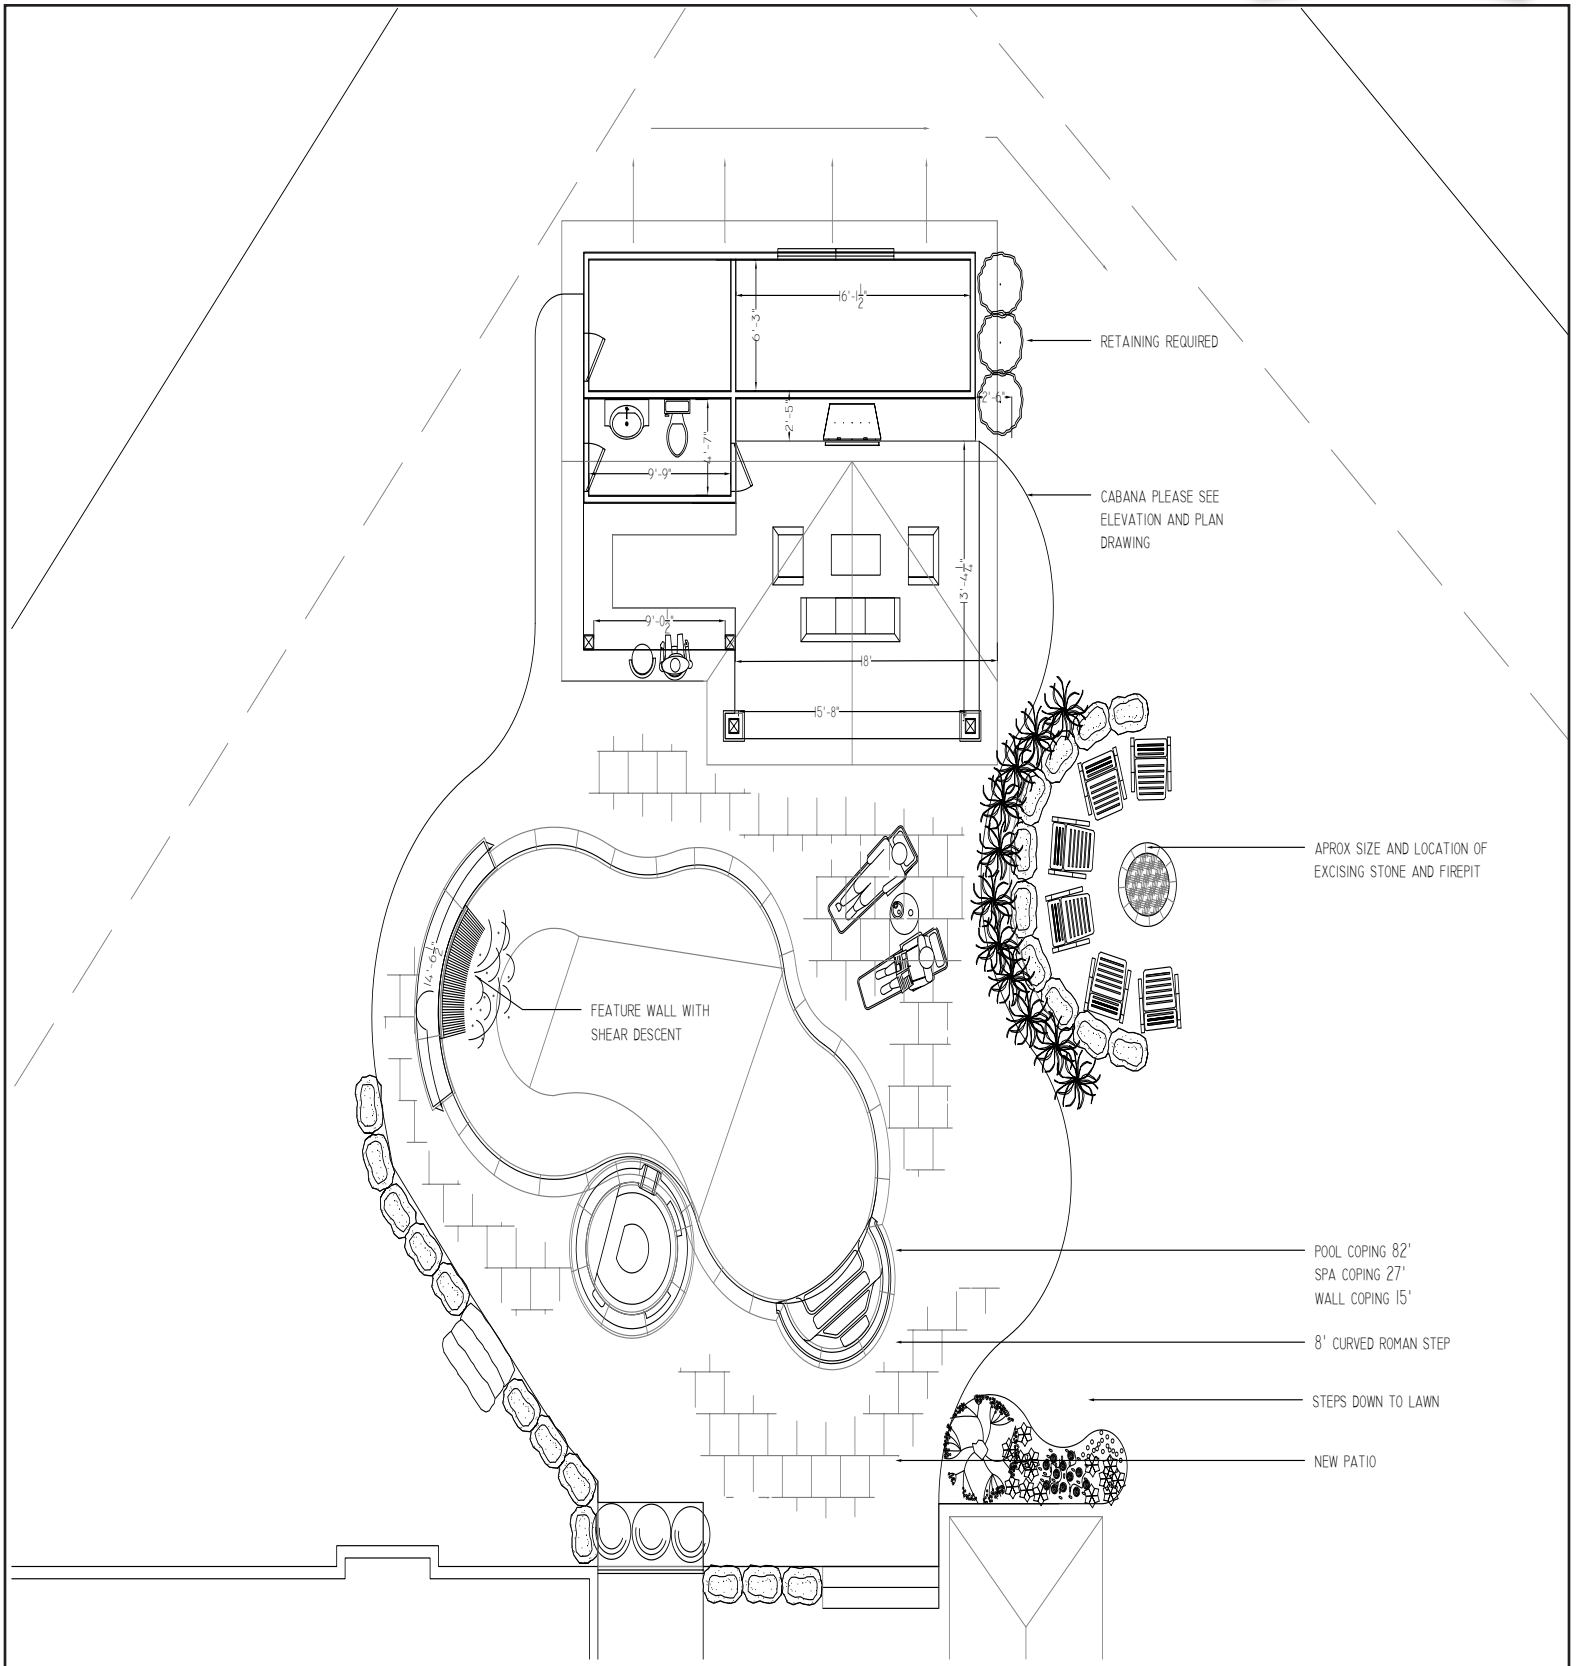 16'-1½"
6'-3"
RETAINING REQUIRED
2'-6"
2'-5"
4'-7"
9'-9"
CABANA PLEASE SEE
ELEVATION AND PLAN
DRAWING
13'-4¼"
9'-0½"
18'
15'-8"
APROX SIZE AND LOCATION OF
EXCISING STONE AND FIREPIT
14'-6½"
FEATURE WALL WITH
SHEAR DESCENT
POOL COPING 82'
SPA COPING 27'
WALL COPING 15'
8' CURVED ROMAN STEP
STEPS DOWN TO LAWN
NEW PATIO